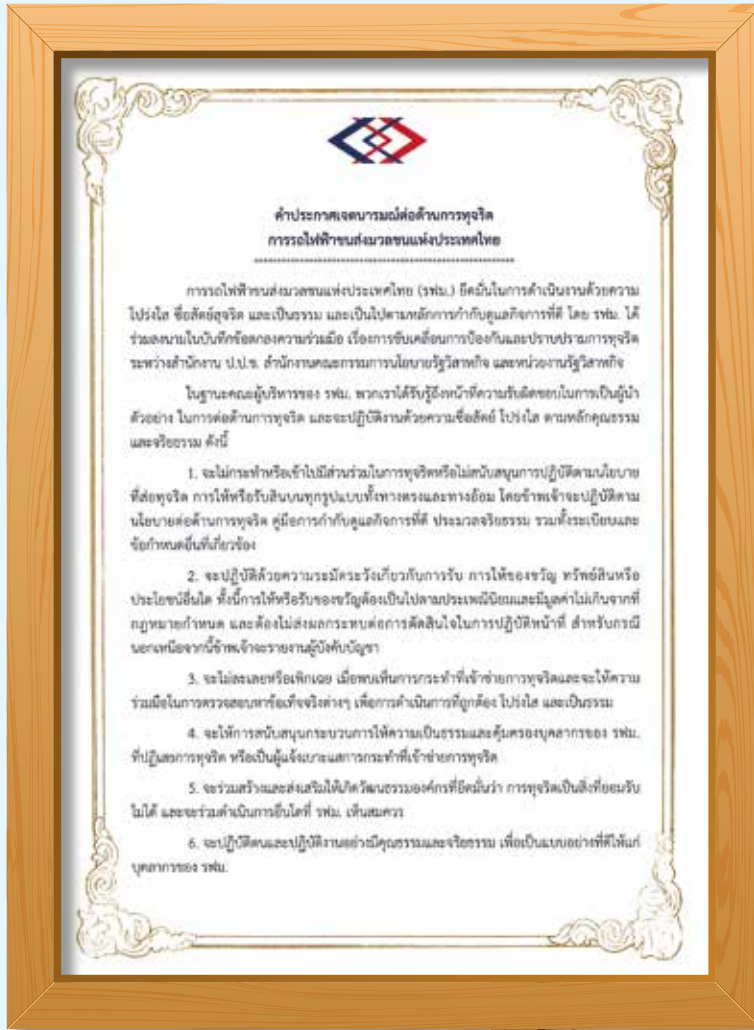 คำประกาศเจตนารมณ์ต่อต้านการทุจริต
การรถไฟฟ้าขนส่งมวลชนแห่งประเทศไทย
การรถไฟฟ้าขนส่งมวลชนแห่งประเทศไทย (รฟม.) ยึดมั่นในการดำเนินงานด้วยความ
โปร่งใส ซื่อสัตย์สุจริต และเป็นธรรม และเป็นไปตามหลักการกำกับดูแลกิจการที่ดี โดย รฟม. ได้
ร่วมลงนามในบันทึกข้อตกลงความร่วมมือ เรื่องการขับเคลื่อนการป้องกันและปราบปรามการทุจริต
ระหว่างสำนักงาน ป.ป.ช. สำนักงานคณะกรรมการนโยบายรัฐวิสาหกิจ และหน่วยงานรัฐวิสาหกิจ
ในฐานะคณะผู้บริหารของ รฟม. พวกเราได้รับรู้ถึงหน้าที่ความรับผิดชอบในการเป็นผู้นำ
ตัวอย่าง ในการต่อต้านการทุจริต และจะปฏิบัติงานด้วยความซื่อสัตย์ โปร่งใส ตามหลักคุณธรรม
และจริยธรรม ดังนี้
1. จะไม่กระทำหรือเข้าไปมีส่วนร่วมในการทุจริตหรือไม่สนับสนุนการปฏิบัติตามนโยบาย
ที่ส่อทุจริต การให้หรือรับสินบนทุกรูปแบบทั้งทางตรงและทางอ้อม โดยข้าพเจ้าจะปฏิบัติตาม
นโยบายต่อต้านการทุจริต คู่มือการกำกับดูแลกิจการที่ดี ประมวลจริยธรรม รวมทั้งระเบียบและ
ข้อกำหนดอื่นที่เกี่ยวข้อง
2. จะปฏิบัติด้วยความระมัดระวังเกี่ยวกับการรับ การให้ของขวัญ ทรัพย์สินหรือ
ประโยชน์อื่นใด ทั้งนี้การให้หรือรับของขวัญต้องเป็นไปตามประเพณีนิยมและมีมูลค่าไม่เกินจากที่
กฎหมายกำหนด และต้องไม่ส่งผลกระทบต่อการตัดสินใจในการปฏิบัติหน้าที่ สำหรับกรณี
นอกเหนือจากนี้ข้าพเจ้าจะรายงานผู้บังคับบัญชา
3. จะไม่ละเลยหรือเพิกเฉย เมื่อพบเห็นการกระทำที่เข้าข่ายการทุจริตและจะให้ความ
ร่วมมือในการตรวจสอบหาข้อเท็จจริงต่างๆ เพื่อการดำเนินการที่ถูกต้อง โปร่งใส และเป็นธรรม
4. จะให้การสนับสนุนกระบวนการให้ความเป็นธรรมและคุ้มครองบุคลากรของ รฟม.
ที่ปฏิเสธการทุจริต หรือเป็นผู้แจ้งเบาะแสการกระทำที่เข้าข่ายการทุจริต
5. จะร่วมสร้างและส่งเสริมให้เกิดวัฒนธรรมองค์กรที่ยึดมั่นว่า การทุจริตเป็นสิ่งที่ยอมรับ
ไม่ได้ และจะร่วมดำเนินการอื่นใดที่ รฟม. เห็นสมควร
6. จะปฏิบัติตนและปฏิบัติงานอย่างมีคุณธรรมและจริยธรรม เพื่อเป็นแบบอย่างที่ดีให้แก่
บุคลากรของ รฟม.